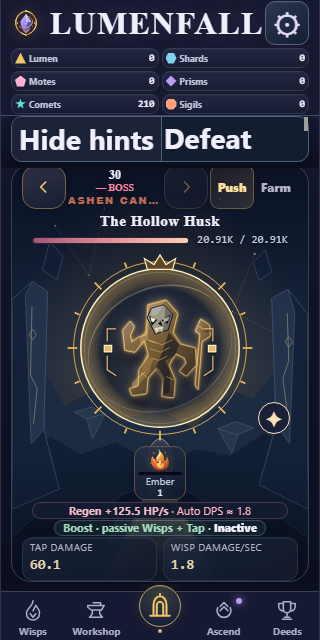 LUMENFALL
Lumen 0
Shards 0
Motes 0
Prisms 0
Comets 210
Sigils 0
Hide hints
Defeat
30
— BOSS
ASHEN CAN...
Push
Farm
The Hollow Husk
20.91K / 20.91K
Ember
1
Regen +125.5 HP/s · Auto DPS ≈ 1.8
Boost · passive Wisps + Tap · Inactive
TAP DAMAGE
60.1
WISP DAMAGE/SEC
1.8
Wisps
Workshop
Ascend
Deeds